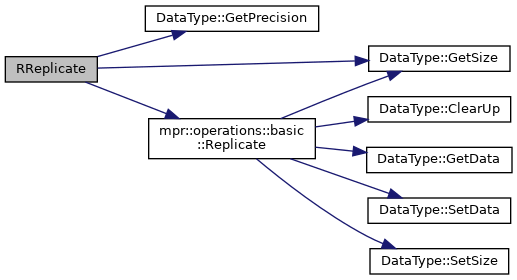 DataType::GetPrecision
RReplicate
DataType::GetSize
DataType::ClearUp
mpr::operations::basic
::Replicate
DataType::GetData
DataType::SetData
DataType::SetSize